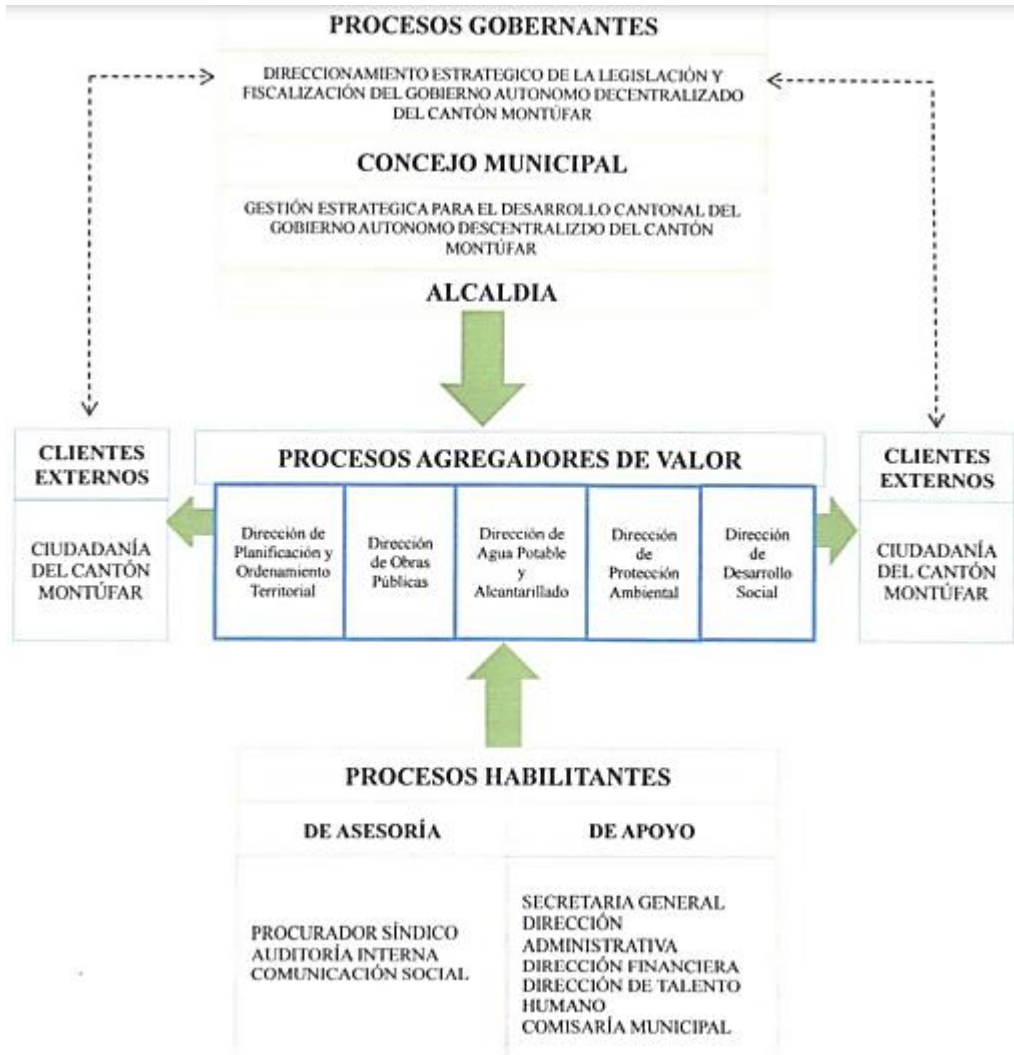 PROCESOS GOBERNANTES
DIRECCIONAMIENTO ESTRATEGICO DE LA LEGISLACIÓN Y
FISCALIZACIÓN DEL GOBIERNO AUTONOMO DECENTRALIZADO
DEL CANTÓN MONTÚFAR
CONCEJO MUNICIPAL
GESTIÓN ESTRATEGICA PARA EL DESARROLLO CANTONAL DEL
GOBIERNO AUTONOMO DESCENTRALIZDO DEL CANTÓN
MONTÚFAR
ALCALDIA
CLIENTES
EXTERNOS
CIUDADANÍA
DEL CANTÓN
MONTÚFAR
PROCESOS AGREGADORES DE VALOR
Dirección de
Planificación y
Ordenamiento
Territorial
Dirección
de Obras
Públicas
Dirección de
Agua Potable
y
Alcantarillado
Dirección
de
Protección
Ambiental
Dirección
de
Desarrollo
Social
CLIENTES
EXTERNOS
CIUDADANÍA
DEL CANTÓN
MONTÚFAR
PROCESOS HABILITANTES
DE ASESORÍA
PROCURADOR SÍNDICO
AUDITORÍA INTERNA
COMUNICACIÓN SOCIAL
DE APOYO
SECRETARIA GENERAL
DIRECCIÓN
ADMINISTRATIVA
DIRECCIÓN FINANCIERA
DIRECCIÓN DE TALENTO
HUMANO
COMISARÍA MUNICIPAL